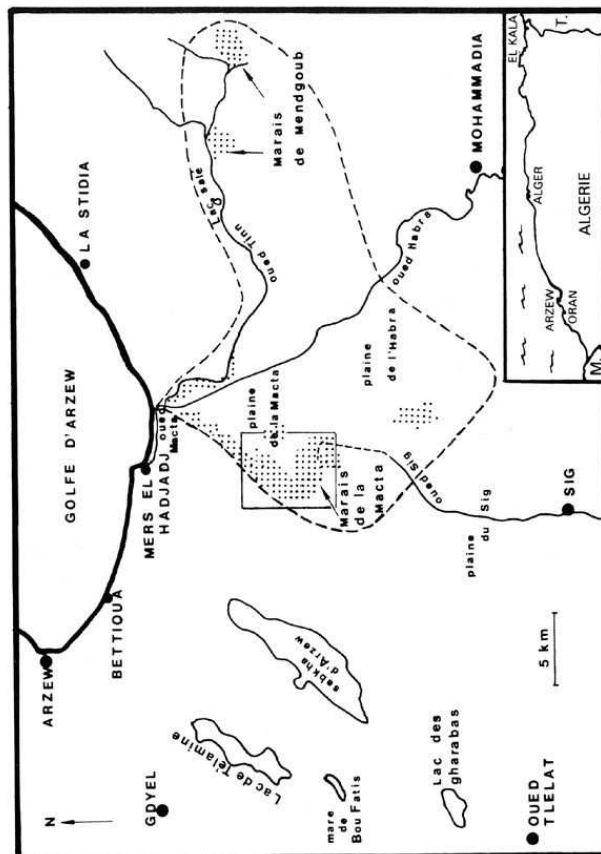 N
ARZEW
GOLFE D'ARZEW
LA STIDIA
BETTIOUA
GDYEL
MERS EL
HADJADJ
oued
Macta
Lac salé
oued Tinn
Marais
de Mendgoub
Lac de Télamine
sebkha
d'Arzew
plaine
de la Macta
Marais
de la
Macta
mare
de
Bou Fatis
plaine
de l'Habra
oued Habra
MOHAMMADIA
oued Sig
Lac des
gharabas
plaine
du Sig
OUED
TLELAT
5 km
SIG
ARZEW
ORAN
ALGER
EL KALA
ALGERIE
M.
T.